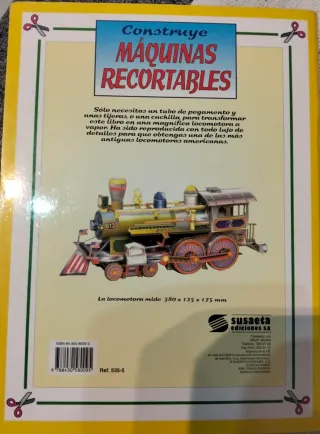 Construye
MÁQUINAS
RECORTABLES
Sólo necesitas un tubo de pegamento y
unas tijeras, o una cuchilla, para transformar
este libro en una magnífica locomotora a
vapor. Ha sido reproducida con todo lujo de
detalles para que obtengas una de las más
antiguas locomotoras americanas.
La locomotora mide 380 x 125 x 175 mm
susaeta
ediciones sa
Ref. 535-5